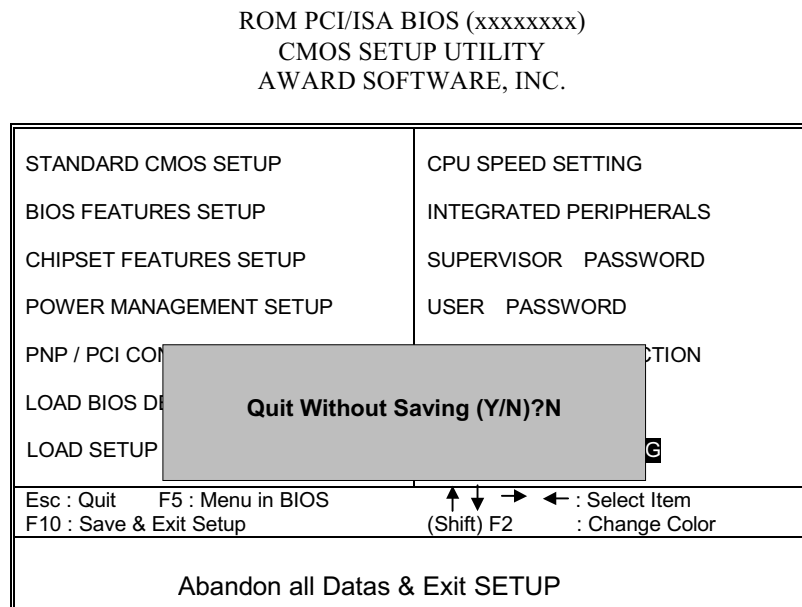 ROM PCI/ISA BIOS (xxxxxxxx)
CMOS SETUP UTILITY
AWARD SOFTWARE, INC.
STANDARD CMOS SETUP
CPU SPEED SETTING
BIOS FEATURES SETUP
INTEGRATED PERIPHERALS
CHIPSET FEATURES SETUP
SUPERVISOR PASSWORD
POWER MANAGEMENT SETUP
USER PASSWORD
PNP / PCI
LOAD BIOS
Quit Without Saving (Y/N)?N
LOAD SETUP
Esc : Quit F5 : Menu in BIOS ↑ ↓ → ← : Select Item
F10 : Save & Exit Setup (Shift) F2 : Change Color
Abandon all Datas & Exit SETUP